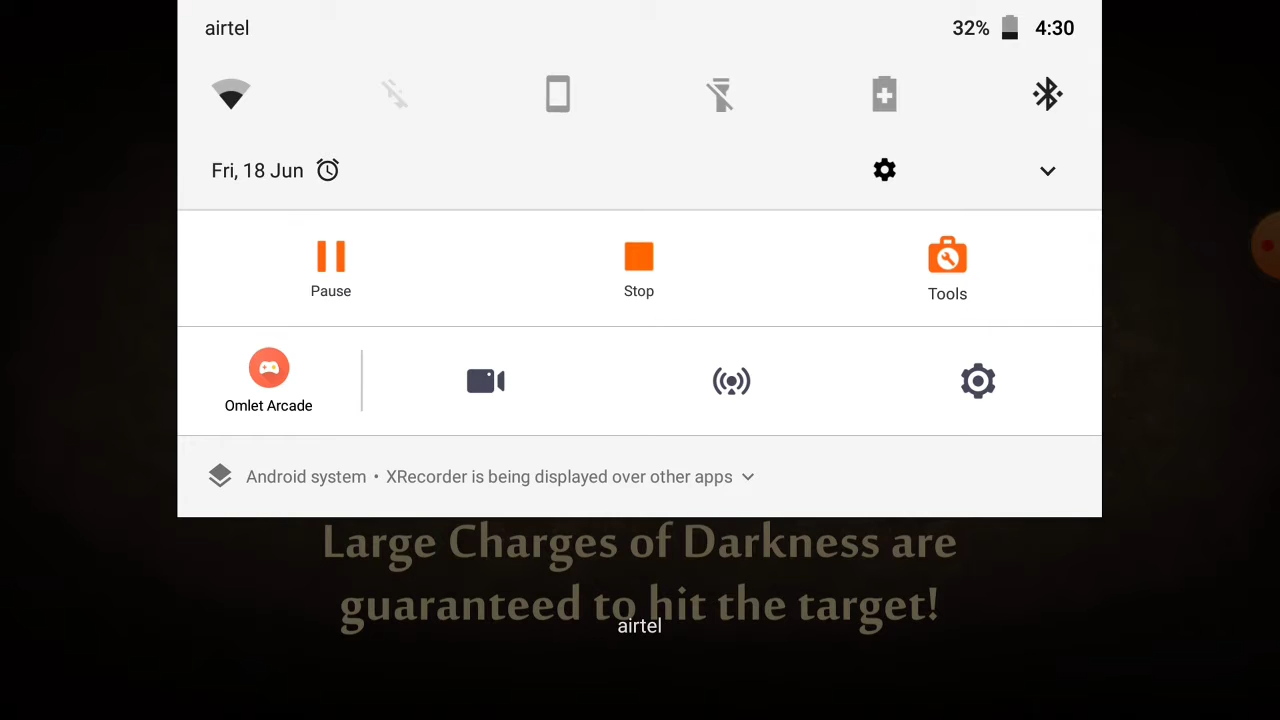 airtel 32% 4:30
Fri, 18 Jun
Pause Stop Tools
Omlet Arcade
Android system • XRecorder is being displayed over other apps
Large Charges of Darkness are
guaranteed to hit the target!
airtel